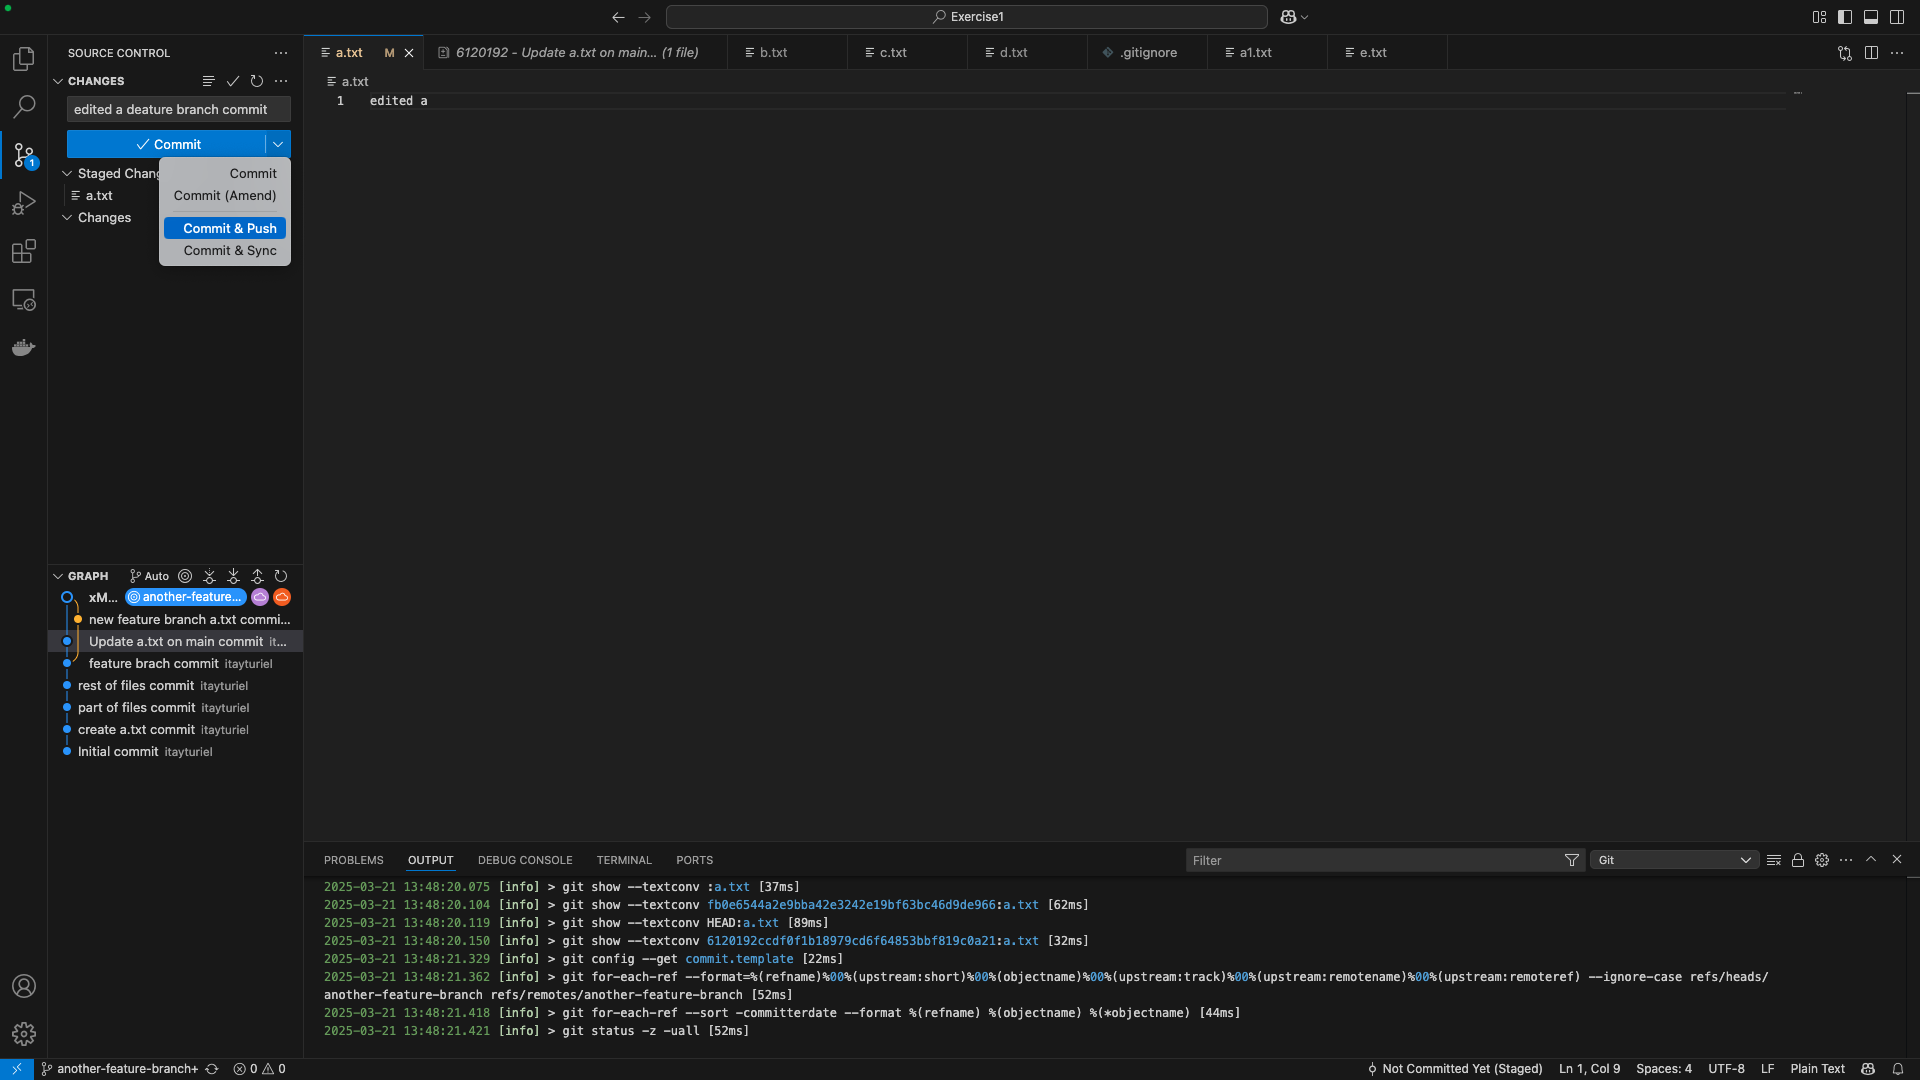 Exercise1
SOURCE CONTROL
CHANGES
edited a deature branch commit
Commit
Staged Chang
a.txt
Changes
Commit
Commit (Amend)
Commit & Push
Commit & Sync
1
GRAPH
Auto
xM... another-feature...
new feature branch a.txt commi...
Update a.txt on main commit it...
feature brach commit itayturiel
rest of files commit itayturiel
part of files commit itayturiel
create a.txt commit itayturiel
Initial commit itayturiel
a.txt M
6120192 - Update a.txt on main... (1 file)
b.txt
c.txt
d.txt
.gitignore
a1.txt
e.txt
a.txt
1 edited a
PROBLEMS OUTPUT DEBUG CONSOLE TERMINAL PORTS
Filter
Git
2025-03-21 13:48:20.075 [info] > git show --textconv :a.txt [37ms]
2025-03-21 13:48:20.104 [info] > git show --textconv fb0e6544a2e9bba42e3242e19bf63bc46d9de966:a.txt [62ms]
2025-03-21 13:48:20.119 [info] > git show --textconv HEAD:a.txt [89ms]
2025-03-21 13:48:20.150 [info] > git show --textconv 6120192ccdf0f1b18979cd6f64853bbf819c0a21:a.txt [32ms]
2025-03-21 13:48:21.329 [info] > git config --get commit.template [22ms]
2025-03-21 13:48:21.362 [info] > git for-each-ref --format=%(refname)%00%(upstream:short)%00%(objectname)%00%(upstream:track)%00%(upstream:remotename)%00%(upstream:remoteref) --ignore-case refs/heads/
another-feature-branch refs/remotes/another-feature-branch [52ms]
2025-03-21 13:48:21.418 [info] > git for-each-ref --sort -committerdate --format %(refname) %(objectname) %(*objectname) [44ms]
2025-03-21 13:48:21.421 [info] > git status -z -uall [52ms]
another-feature-branch+ 0 0
Not Committed Yet (Staged) Ln 1, Col 9 Spaces: 4 UTF-8 LF Plain Text